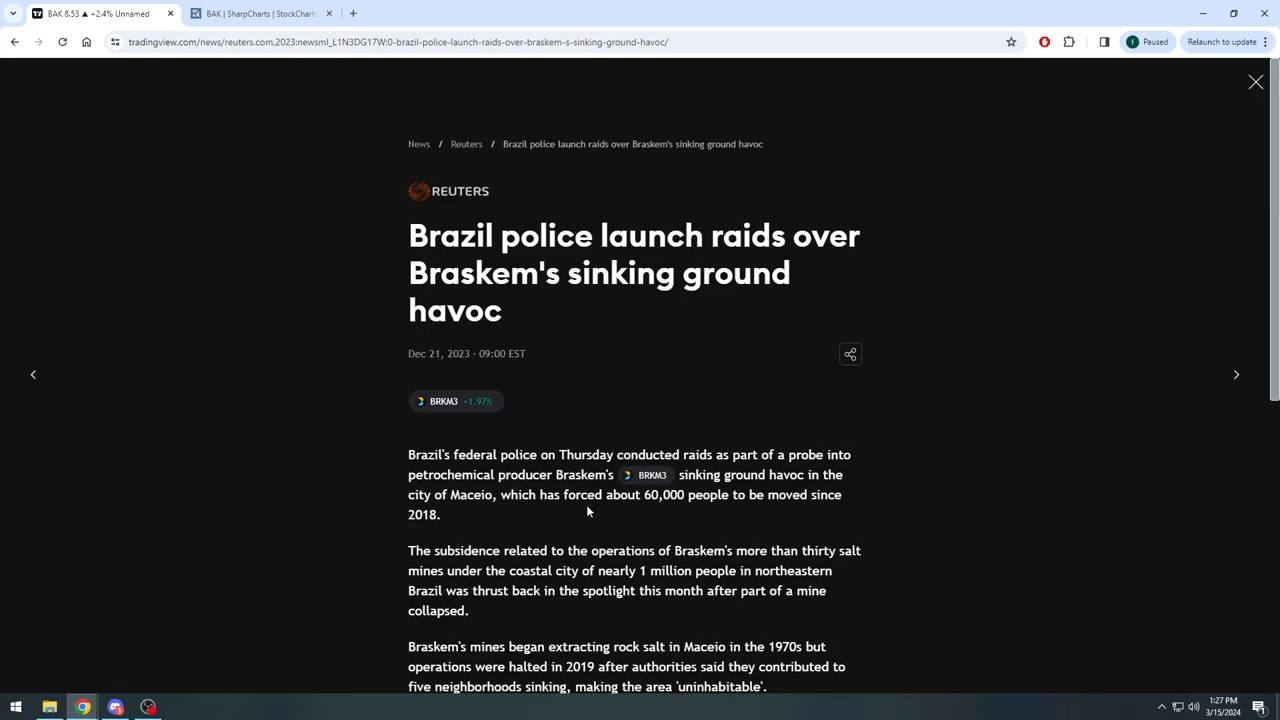 BAK 8.53 ▲ +2.4% Unnamed
BAK | SharpCharts | StockCharts
tradingview.com/news/reuters.com,2023:newsml_L1N3DG17W:0-brazil-police-launch-raids-over-braskem-s-sinking-ground-havoc/
Paused
Relaunch to update
News / Reuters / Brazil police launch raids over Braskem's sinking ground havoc
REUTERS
Brazil police launch raids over
Braskem's sinking ground
havoc
Dec 21, 2023 · 09:00 EST
BRKM3 +1.97%
Brazil's federal police on Thursday conducted raids as part of a probe into
petrochemical producer Braskem's BRKM3 sinking ground havoc in the
city of Maceio, which has forced about 60,000 people to be moved since
2018.
The subsidence related to the operations of Braskem's more than thirty salt
mines under the coastal city of nearly 1 million people in northeastern
Brazil was thrust back in the spotlight this month after part of a mine
collapsed.
Braskem's mines began extracting rock salt in Maceio in the 1970s but
operations were halted in 2019 after authorities said they contributed to
five neighborhoods sinking, making the area 'uninhabitable'.
1:27 PM
3/15/2024